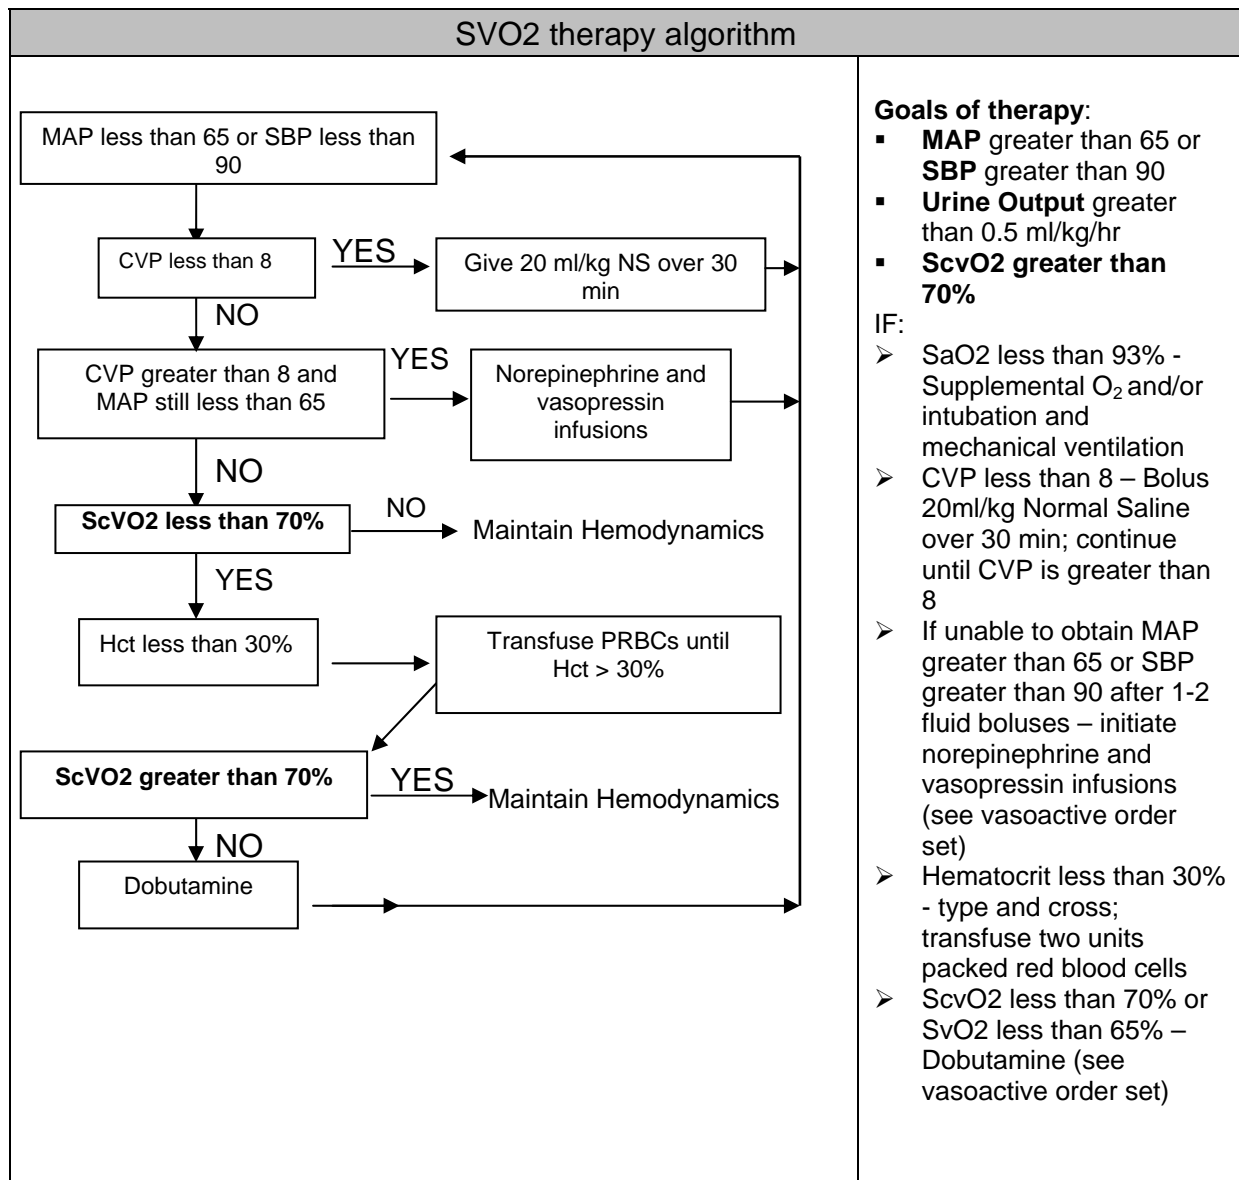 SVO2 therapy algorithm
MAP less than 65 or SBP less than
90
CVP less than 8
YES
Give 20 ml/kg NS over 30
min
NO
CVP greater than 8 and
MAP still less than 65
YES
Norepinephrine and
vasopressin
infusions
NO
ScVO2 less than 70%
NO
Maintain Hemodynamics
YES
Hct less than 30%
Transfuse PRBCs until
Hct > 30%
ScVO2 greater than 70%
YES
Maintain Hemodynamics
NO
Dobutamine
Goals of therapy:
▪ MAP greater than 65 or
SBP greater than 90
▪ Urine Output greater
than 0.5 ml/kg/hr
▪ ScvO2 greater than
70%
IF:
➢ SaO2 less than 93% -
Supplemental O₂ and/or
intubation and
mechanical ventilation
➢ CVP less than 8 – Bolus
20ml/kg Normal Saline
over 30 min; continue
until CVP is greater than
8
➢ If unable to obtain MAP
greater than 65 or SBP
greater than 90 after 1-2
fluid boluses – initiate
norepinephrine and
vasopressin infusions
(see vasoactive order
set)
➢ Hematocrit less than 30%
- type and cross;
transfuse two units
packed red blood cells
➢ ScvO2 less than 70% or
SvO2 less than 65% –
Dobutamine (see
vasoactive order set)